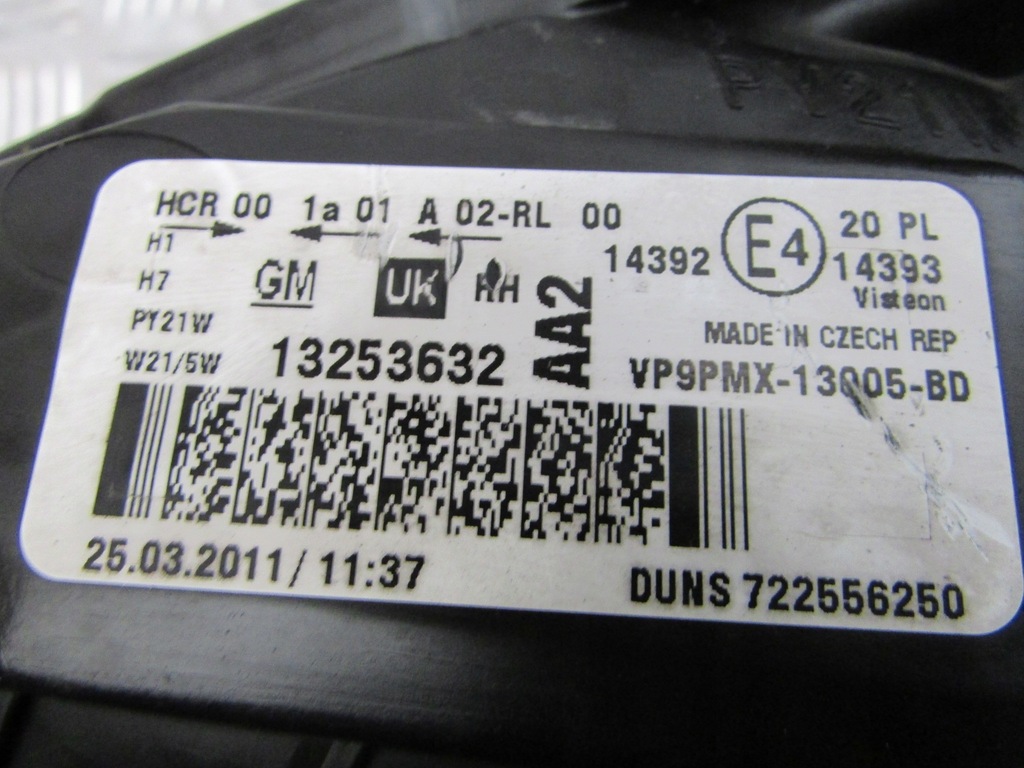 HCR 00 1a 01 A 02-RL 00
H1
H7
PY21W
W21/5W
GM
UK
RH
AA2
13253632
14392
E4
20 PL
14393
Visteon
MADE IN CZECH REP
VP9PMX-13005-BD
25.03.2011/ 11:37
DUNS 722556250